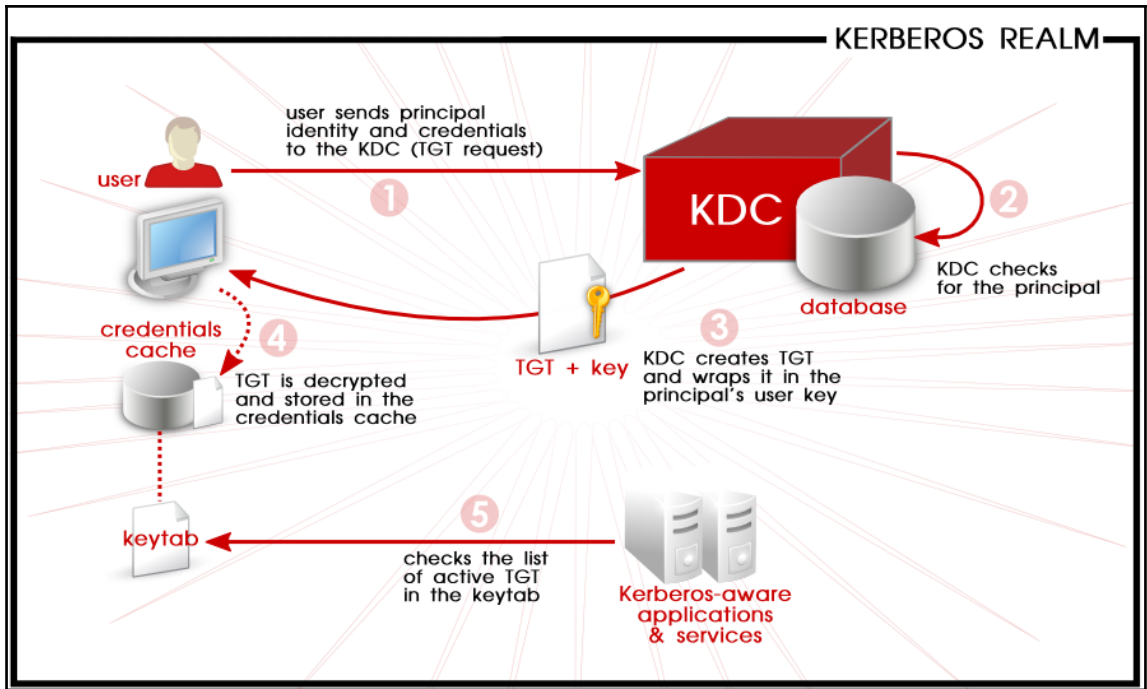 KERBEROS REALM
user sends principal
identity and credentials
to the KDC (TGT request)
user
1
KDC
2
KDC checks
for the principal
database
TGT + key
3
KDC creates TGT
and wraps it in the
principal's user key
credentials
cache
4
TGT is decrypted
and stored in the
credentials cache
keytab
5
checks the list
of active TGT
in the keytab
Kerberos-aware
applications
& services